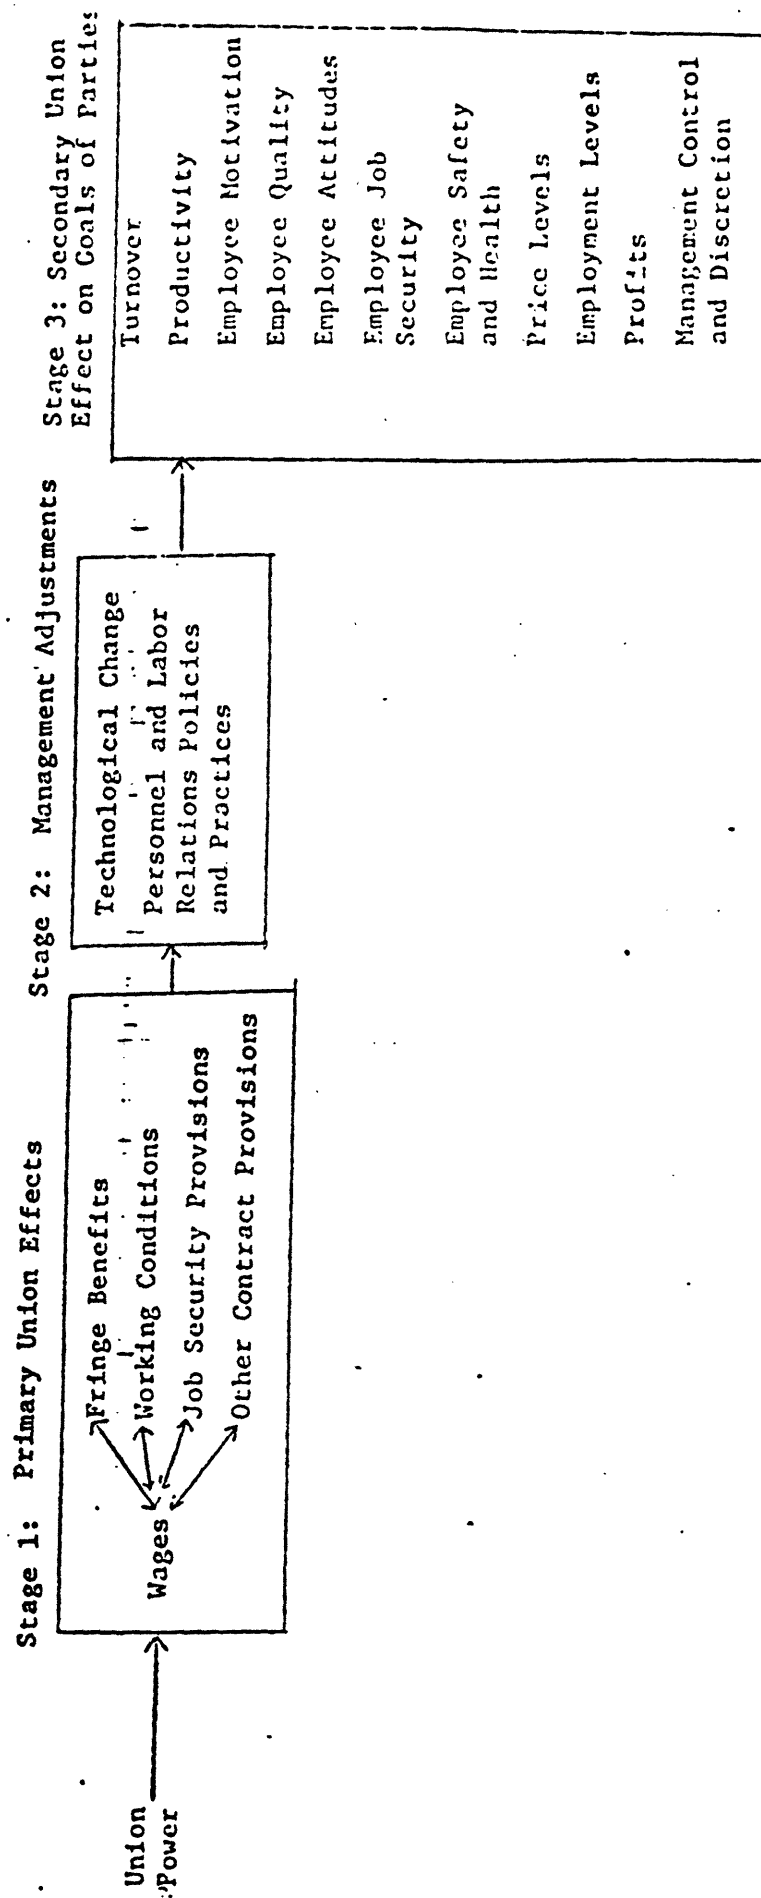 Union
Power
Stage 1: Primary Union Effects
Wages
Fringe Benefits
Working Conditions
Job Security Provisions
Other Contract Provisions
Stage 2: Management Adjustments
Technological Change
Personnel and Labor
Relations Policies
and Practices
Stage 3: Secondary Union
Effect on Goals of Parties
Turnover
Productivity
Employee Motivation
Employee Quality
Employee Attitudes
Employee Job
Security
Employee Safety
and Health
Price Levels
Employment Levels
Profits
Management Control
and Discretion